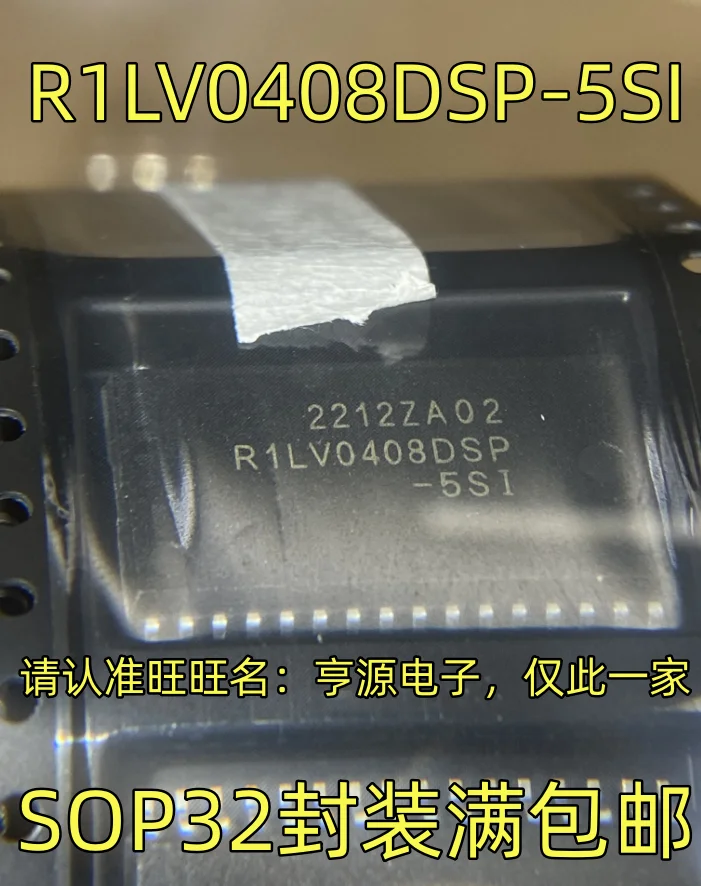 R1LV0408DSP-5SI
2212ZA02
R1LV0408DSP
-5SI
请认准旺旺名：亨源电子，仅此一家
SOP32封装满包邮